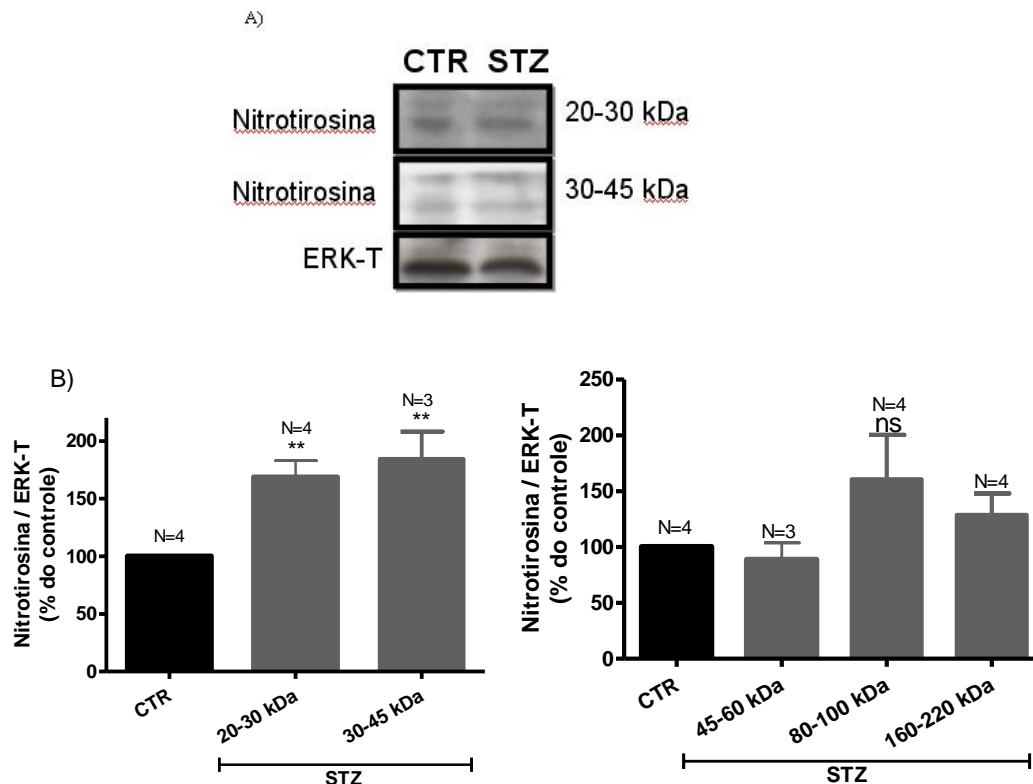 A)
CTR STZ
Nitrotirosina 20-30 kDa
Nitrotirosina 30-45 kDa
ERK-T
B)
Nitrotirosina / ERK-T
(% do controle)
200
150
100
50
0
N=4
N=4
**
N=3
**
CTR
20-30 kDa
30-45 kDa
STZ
Nitrotirosina / ERK-T
(% do controle)
250
200
150
100
50
0
N=4
N=3
N=4
ns
N=4
CTR
45-60 kDa
80-100 kDa
160-220 kDa
STZ